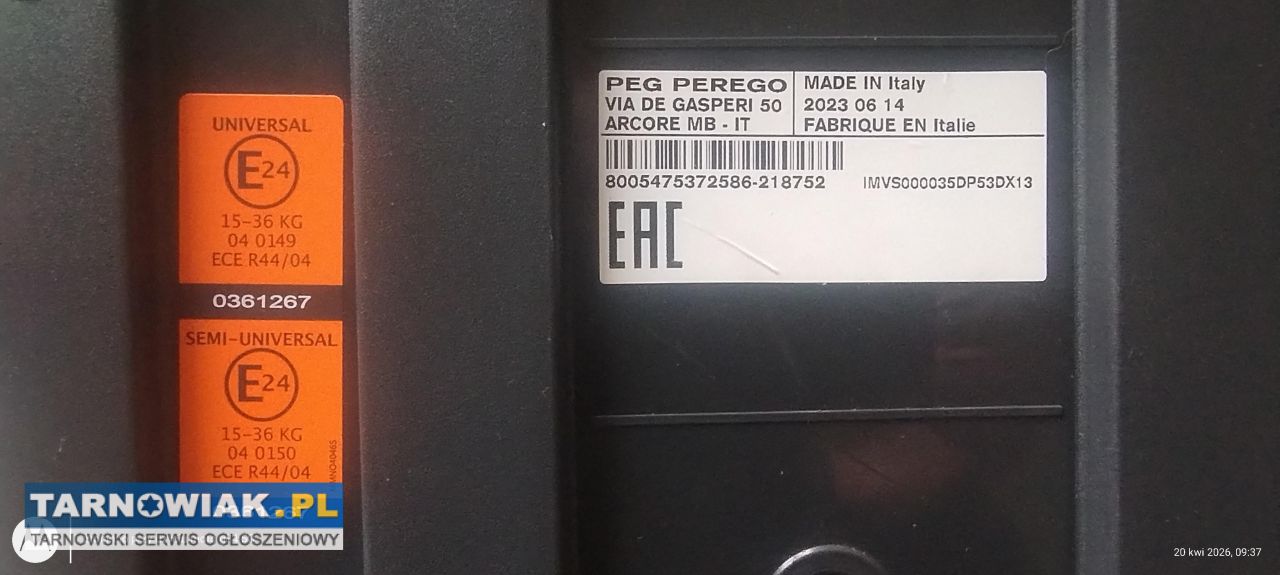 UNIVERSAL
E24
15-36 KG
04 0149
ECE R44/04
0361267
SEMI-UNIVERSAL
E24
15-36 KG
04 0150
ECE R44/04
PEG PEREGO
VIA DE GASPERI 50
ARCORE MB - IT
MADE IN Italy
2023 06 14
FABRIQUE EN Italie
8005475372586-218752
IMVS000035DP53DX13
EAC
TARNOWIAK.PL
TARNOWSKI SERWIS OGŁOSZENIOWY
20 kwi 2026, 09:37